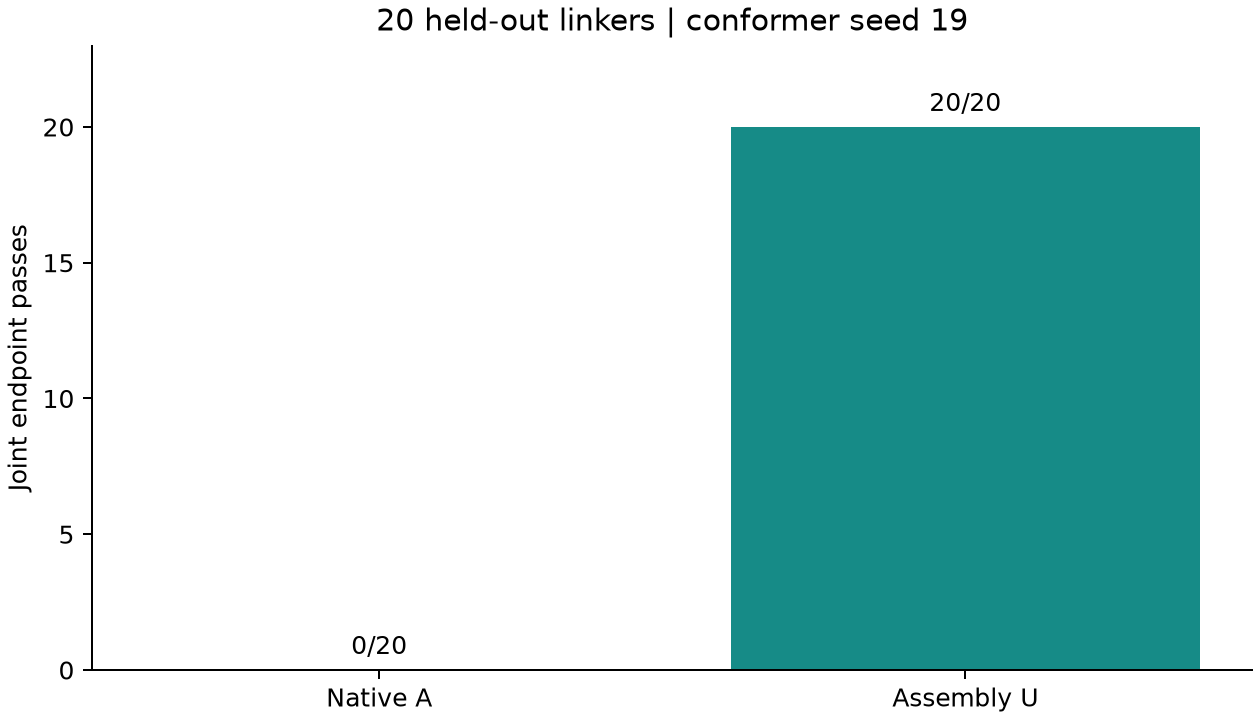 20 held-out linkers | conformer seed 19
Joint endpoint passes
20
15
10
5
0
0/20
20/20
Native A
Assembly U